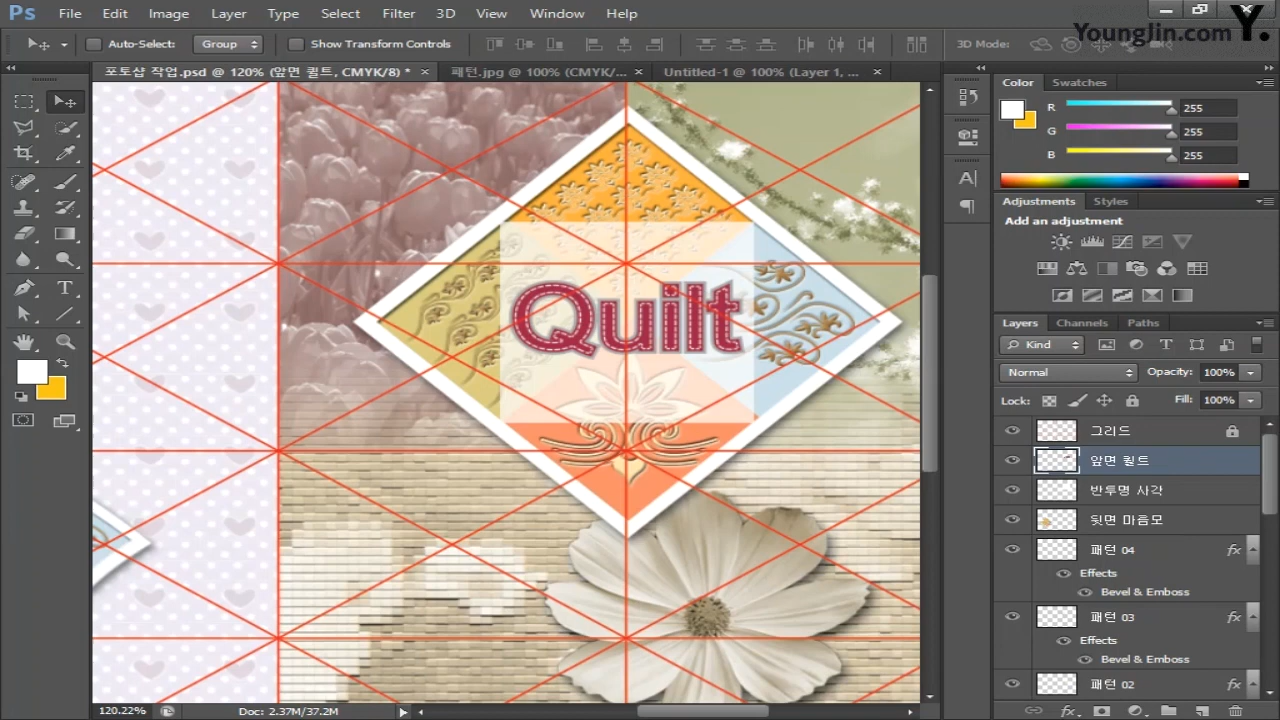 Ps File Edit Image Layer Type Select Filter 3D View Window Help
Younglin.com Y.
Auto-Select: Group Show Transform Controls 3D Mode:
포토샵 작업.psd @ 120% (앞면 퀼트, CMYK/8) * × 패턴.jpg @ 100% (CMYK/... × Untitled-1 @ 100% (Layer 1, ... ×
Color Swatches
R 255
G 255
B 255
Adjustments Styles
Add an adjustment
Quilt
Layers Channels Paths
Kind
Normal Opacity: 100%
Lock: Fill: 100%
그리드
앞면 퀼트
반투명 사각
뒷면 마름모
패턴 04 fx
Effects
Bevel & Emboss
패턴 03 fx
Effects
Bevel & Emboss
패턴 02 fx
120.22% Doc: 2.37M/37.2M